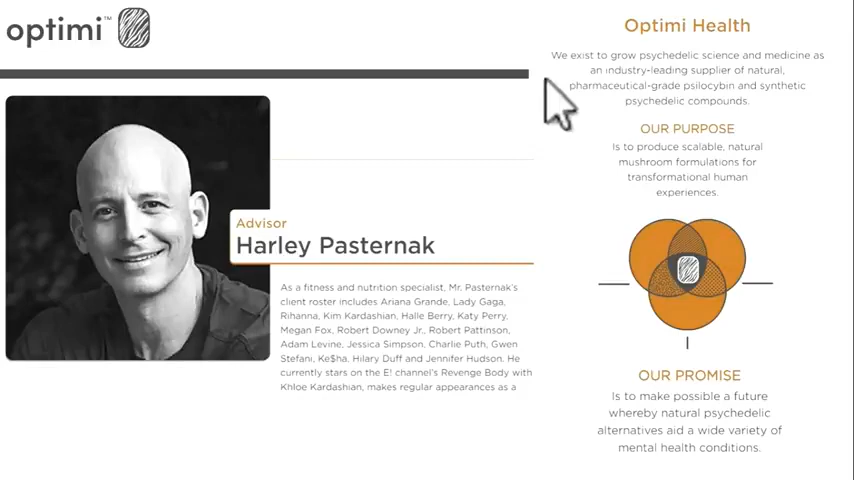 optimi™
Advisor
Harley Pasternak
As a fitness and nutrition specialist, Mr. Pasternak's
client roster includes Ariana Grande, Lady Gaga,
Rihanna, Kim Kardashian, Halle Berry, Katy Perry,
Megan Fox, Robert Downey Jr., Robert Pattinson,
Adam Levine, Jessica Simpson, Charlie Puth, Gwen
Stefani, Ke$ha, Hilary Duff and Jennifer Hudson. He
currently stars on the E! channel's Revenge Body with
Khloe Kardashian, makes regular appearances as a
Optimi Health
We exist to grow psychedelic science and medicine as
an industry-leading supplier of natural,
pharmaceutical-grade psilocybin and synthetic
psychedelic compounds.
OUR PURPOSE
Is to produce scalable, natural
mushroom formulations for
transformational human
experiences.
OUR PROMISE
Is to make possible a future
whereby natural psychedelic
alternatives aid a wide variety of
mental health conditions.